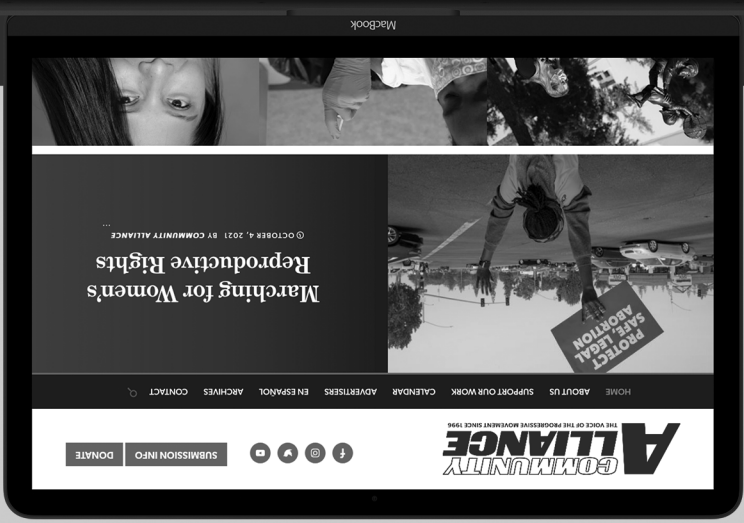 COMMUNITY
ALLIANCE
THE VOICE OF THE PROGRESSIVE MOVEMENT SINCE 1996
SUBMISSION INFO
DONATE
HOME
ABOUT US
SUPPORT OUR WORK
CALENDAR
ADVERTISERS
EN ESPAÑOL
ARCHIVES
CONTACT
PROTECT
SAFE, LEGAL
ABORTION
Marching for Women's
Reproductive Rights
OCTOBER 4, 2021 BY COMMUNITY ALLIANCE
...
MacBook